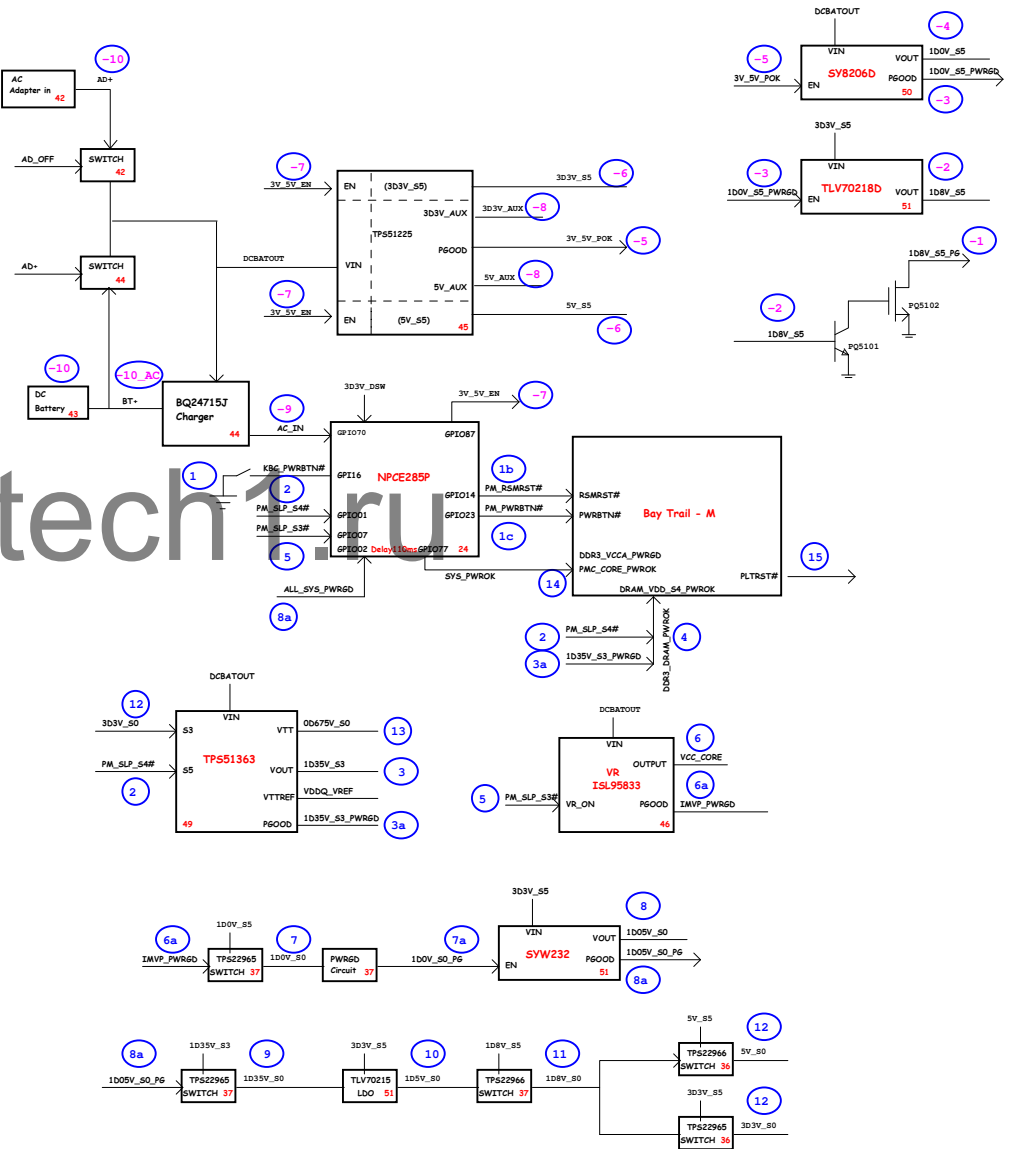 -10
AC
Adapter in
42
AD+
AD_OFF
SWITCH
42
AD+
SWITCH
44
-10
DC
Battery
43
-10_AC
BT+
BQ24715J
Charger
44
DCBATOUT
-7
3V_5V_EN
EN
(3D3V_S5)
3D3V_S5
-6
3D3V_AUX
3D3V_AUX
-8
TPS51225
PGOOD
3V_5V_POK
-5
VIN
5V_AUX
5V_AUX
-8
-7
3V_5V_EN
EN
(5V_S5)
45
5V_S5
-6
DCBATOUT
VIN
-4
-5
3V_5V_POK
EN
SY8206D
VOUT
1D0V_S5
PGOOD
1D0V_S5_PWRGD
50
-3
3D3V_S5
VIN
-3
1D0V_S5_PWRGD
EN
TLV70218D
VOUT
51
-2
1D8V_S5
-1
1D8V_S5_PG
PQ5102
-2
1D8V_S5
PQ5101
3D3V_DSW
3V_5V_EN
-7
-9
AC_IN
GPIO70
GPIO87
1
KBC_PWRBTN#
GPI16
2
NPCE285P
PM_SLP_S4#
GPIO01
PM_SLP_S3#
GPIO07
5
GPIO02
Delay110ms
GPIO77
24
GPIO14
PM_RSMRST#
1b
GPIO23
PM_PWRBTN#
1c
ALL_SYS_PWRGD
8a
SYS_PWROK
14
RSMRST#
PWRBTN#
Bay Trail - M
DDR3_VCCA_PWRGD
PMC_CORE_PWROK
PLTRST#
15
DRAM_VDD_S4_PWROK
2
PM_SLP_S4#
3a
1D35V_S3_PWRGD
4
DDR3_DRAM_PWROK
tech1.ru
DCBATOUT
VIN
12
3D3V_S0
S3
VTT
0D675V_S0
13
TPS51363
PM_SLP_S4#
2
S5
VOUT
1D35V_S3
3
VTTREF
VDDQ_VREF
PGOOD
1D35V_S3_PWRGD
3a
49
DCBATOUT
VIN
OUTPUT
6
VCC_CORE
VR
ISL95833
5
PM_SLP_S3#
VR_ON
PGOOD
6a
IMVP_PWRGD
46
6a
IMVP_PWRGD
1D0V_S5
TPS22965
SWITCH
37
7
1D0V_S0
PWRGD
Circuit
37
7a
1D0V_S0_PG
3D3V_S5
VIN
EN
SYW232
VOUT
8
1D05V_S0
PGOOD
1D05V_S0_PG
51
8a
8a
1D05V_S0_PG
1D35V_S3
TPS22965
SWITCH
37
9
1D35V_S0
3D3V_S5
TLV70215
LDO
51
10
1D5V_S0
1D8V_S5
TPS22966
SWITCH
37
11
1D8V_S0
5V_S5
TPS22966
SWITCH
36
12
5V_S0
3D3V_S5
TPS22965
SWITCH
36
12
3D3V_S0